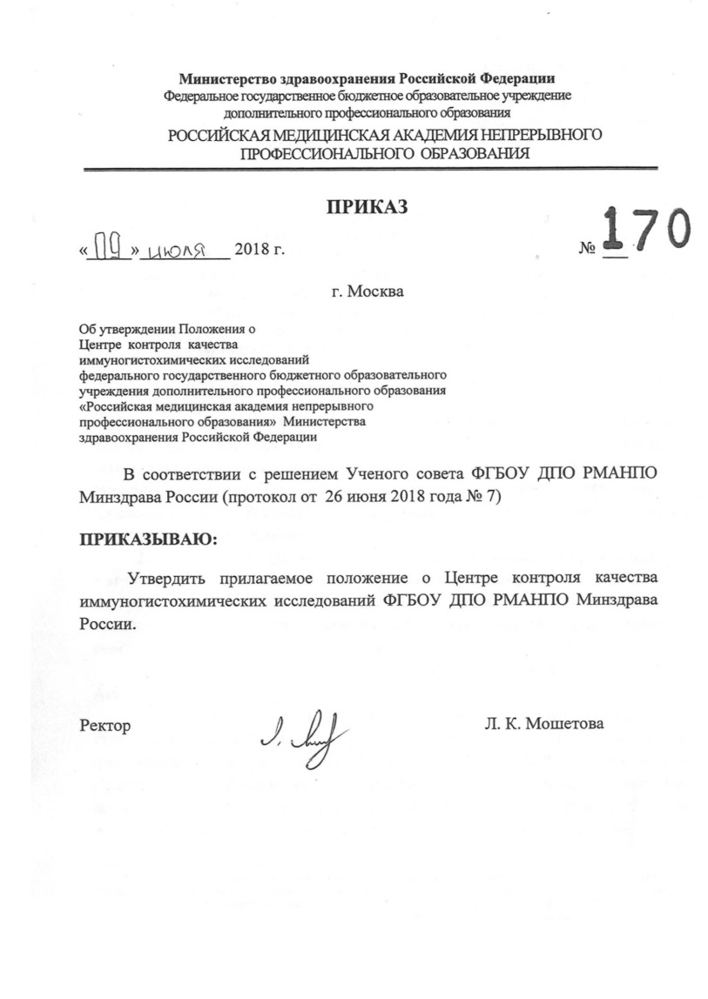 Министерство здравоохранения Российской Федерации
Федеральное государственное бюджетное образовательное учреждение
дополнительного профессионального образования
РОССИЙСКАЯ МЕДИЦИНСКАЯ АКАДЕМИЯ НЕПРЕРЫВНОГО
ПРОФЕССИОНАЛЬНОГО ОБРАЗОВАНИЯ
ПРИКАЗ
«09» июля 2018 г. № 170
г. Москва
Об утверждении Положения о
Центре контроля качества
иммуногистохимических исследований
федерального государственного бюджетного образовательного
учреждения дополнительного профессионального образования
«Российская медицинская академия непрерывного
профессионального образования» Министерства
здравоохранения Российской Федерации
В соответствии с решением Ученого совета ФГБОУ ДПО РМАНПО
Минздрава России (протокол от 26 июня 2018 года № 7)
ПРИКАЗЫВАЮ:
Утвердить прилагаемое положение о Центре контроля качества
иммуногистохимических исследований ФГБОУ ДПО РМАНПО Минздрава
России.
Ректор Л. К. Мошетова